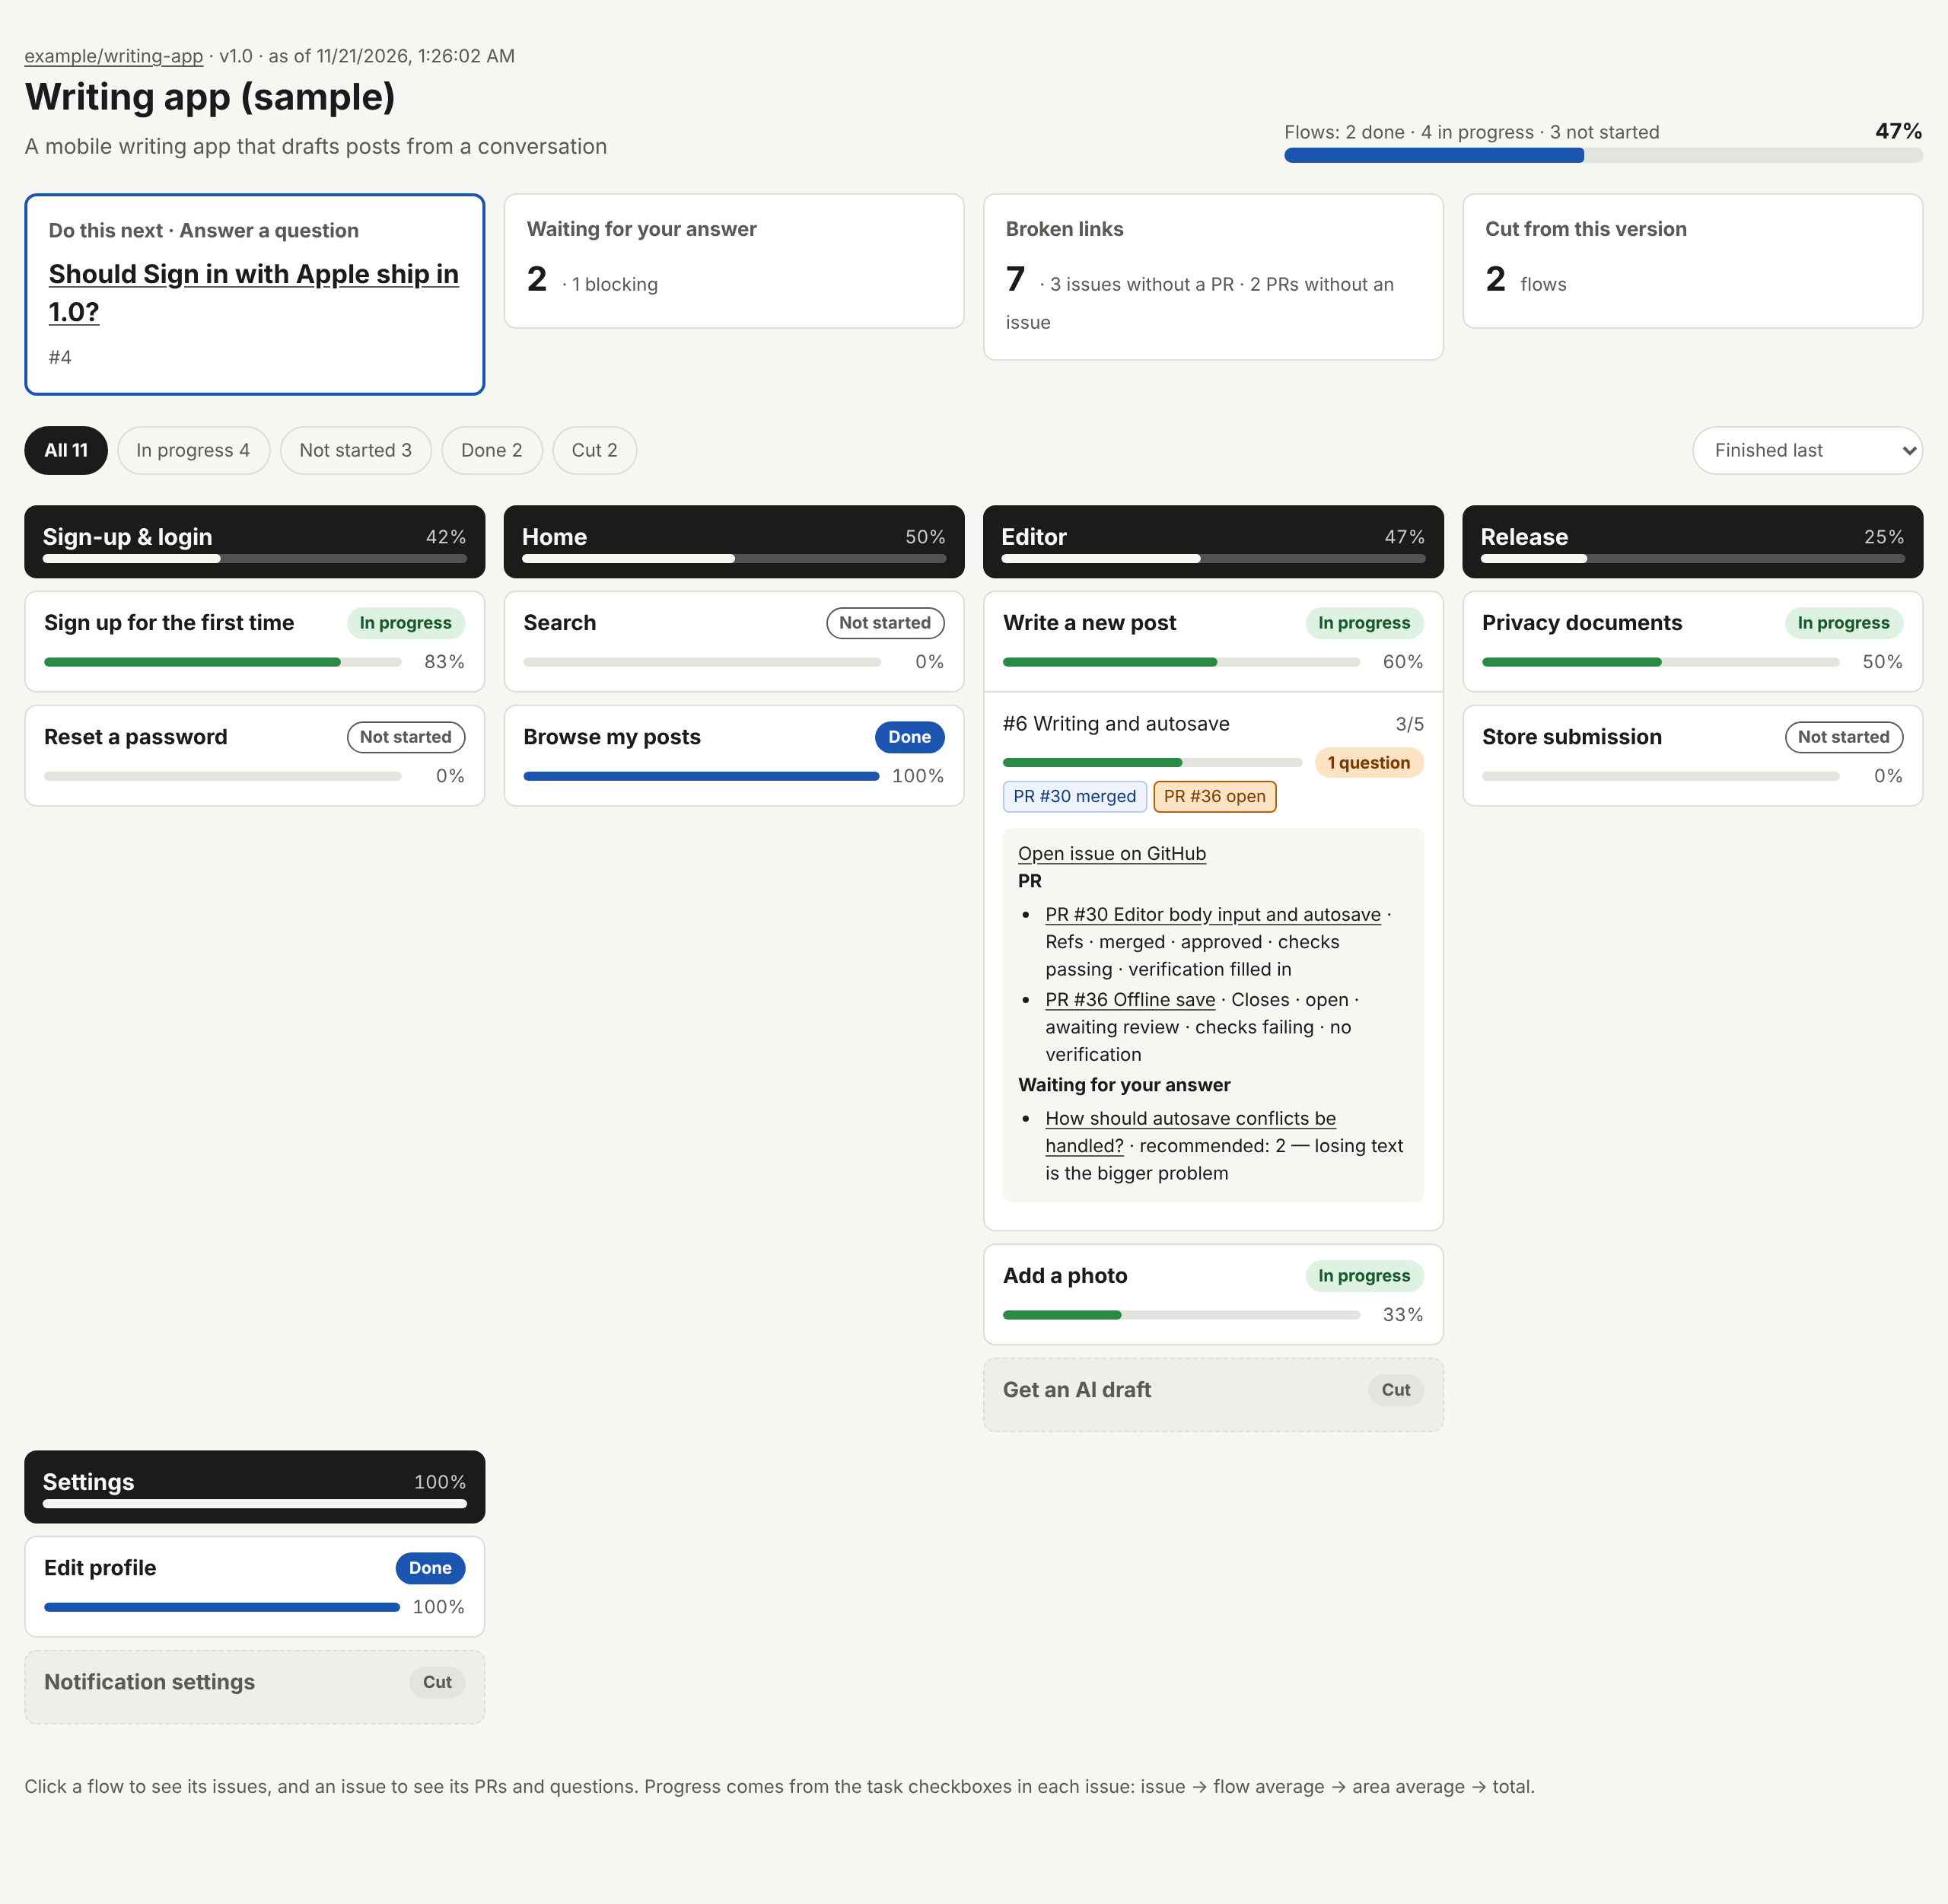 example/writing-app · v1.0 · as of 11/21/2026, 1:26:02 AM
Writing app (sample)
A mobile writing app that drafts posts from a conversation
Flows: 2 done · 4 in progress · 3 not started 47%
Do this next · Answer a question
Should Sign in with Apple ship in
1.0?
#4
Waiting for your answer
2 · 1 blocking
Broken links
7 · 3 issues without a PR · 2 PRs without an
issue
Cut from this version
2 flows
All 11 In progress 4 Not started 3 Done 2 Cut 2
Finished last
Sign-up & login 42%
Sign up for the first time In progress
83%
Reset a password Not started
0%
Home 50%
Search Not started
0%
Browse my posts Done
100%
Editor 47%
Write a new post In progress
60%
#6 Writing and autosave 3/5
1 question
PR #30 merged PR #36 open
Open issue on GitHub
PR
• PR #30 Editor body input and autosave ·
Refs · merged · approved · checks
passing · verification filled in
• PR #36 Offline save · Closes · open ·
awaiting review · checks failing · no
verification
Waiting for your answer
• How should autosave conflicts be
handled? · recommended: 2 — losing text
is the bigger problem
Add a photo In progress
33%
Get an AI draft Cut
Release 25%
Privacy documents In progress
50%
Store submission Not started
0%
Settings 100%
Edit profile Done
100%
Notification settings Cut
Click a flow to see its issues, and an issue to see its PRs and questions. Progress comes from the task checkboxes in each issue: issue → flow average → area average → total.